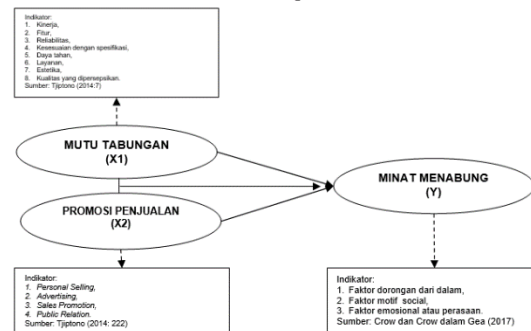 Indikator:
1. Kinerja,
2. Fitur,
3. Reliabilitas,
4. Kesesuaian dengan spesifikasi,
5. Daya tahan,
6. Layanan,
7. Estetika,
8. Kualitas yang dipersepsikan.
Sumber: Tjiptono (2014:7)
MUTU TABUNGAN
(X1)
MINAT MENABUNG
(Y)
PROMOSI PENJUALAN
(X2)
Indikator:
1. Personal Selling,
2. Advertising,
3. Sales Promotion,
4. Public Relation.
Sumber: Tjiptono (2014: 222)
Indikator:
1. Faktor dorongan dari dalam,
2. Faktor motif social,
3. Faktor emosional atau perasaan.
Sumber: Crow dan Crow dalam Gea (2017)